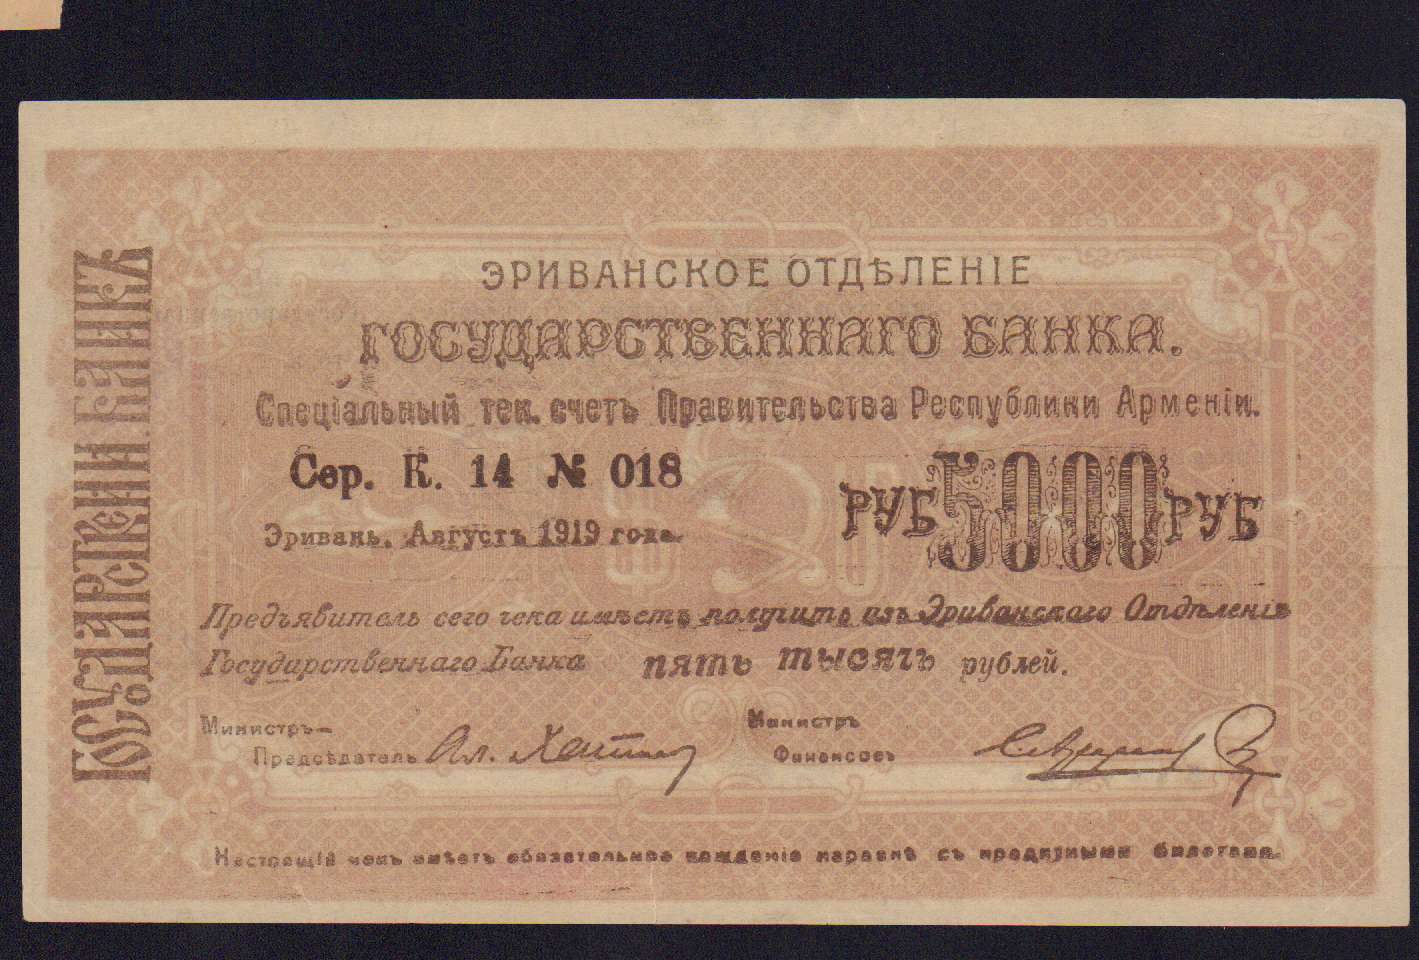 ЭРИВАНСКОЕ ОТДѢЛЕНІЕ
ГОСУДАРСТВЕННАГО БАНКА.
Спеціальный тек. счетъ Правительства Республики Арменіи.
Сер. К. 14 № 018
РУБ 5000 РУБ
Эривань, Августъ 1919 года.
Предъявитель сего чека имѣетъ получить изъ Эриванскаго Отдѣленія
Государственнаго Банка пять тысячъ рублей.
Министръ–
Предсѣдатель
Министръ
Финансовъ
Настоящій чекъ имѣетъ обязательное хожденіе наравнѣ съ кредитными билетами.